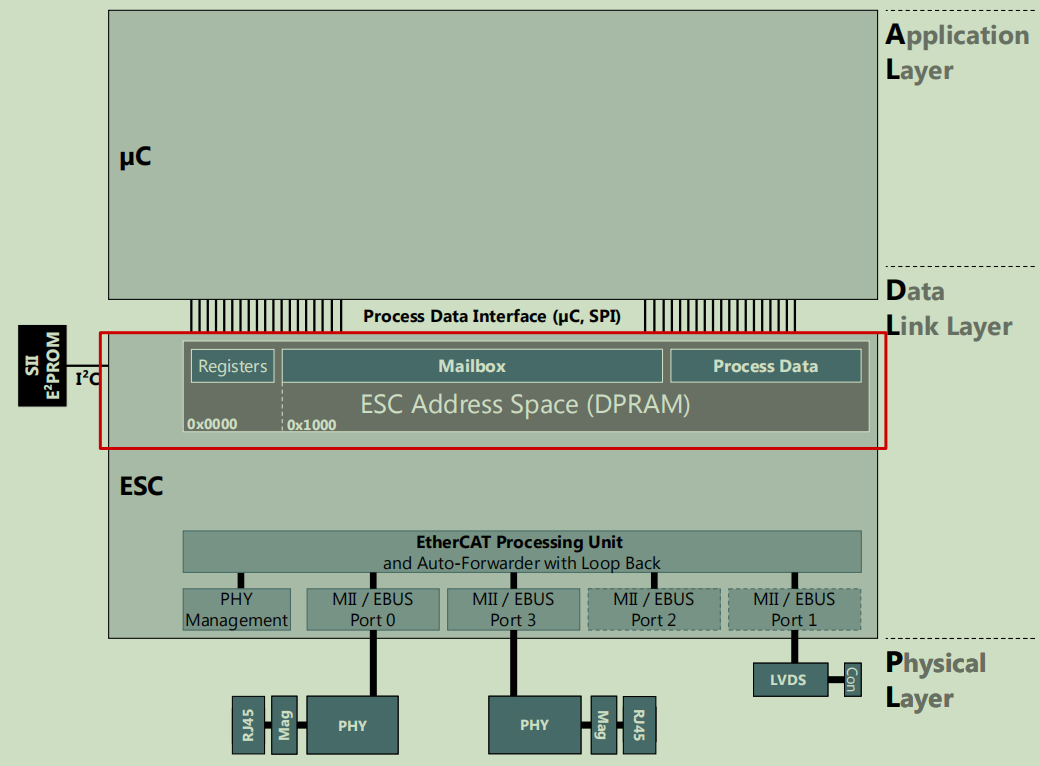 Application
Layer
µC
Data
Link Layer
Process Data Interface (µC, SPI)
SII
E²PROM
I²C
Registers
Mailbox
Process Data
ESC Address Space (DPRAM)
0x0000
0x1000
ESC
EtherCAT Processing Unit
and Auto-Forwarder with Loop Back
PHY
Management
MII / EBUS
Port 0
MII / EBUS
Port 3
MII / EBUS
Port 2
MII / EBUS
Port 1
Physical
Layer
LVDS
Con
RJ45
Mag
PHY
PHY
Mag
RJ45